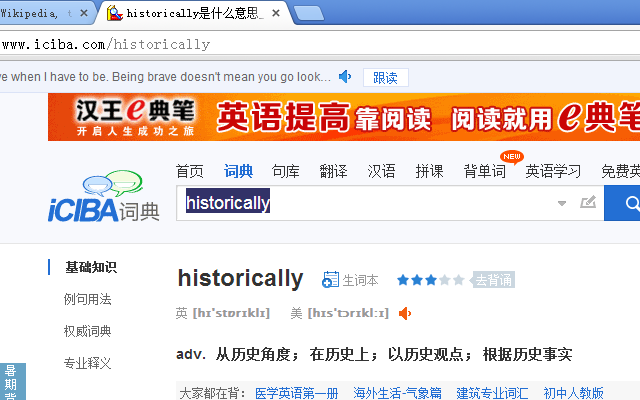 Wikipedia, t
historically是什么意思_
www.iciba.com/historically
ve when I have to be. Being brave doesn't mean you go look... 跟读
汉王e典笔 英语提高靠阅读 阅读就用e典笔
开启人生成功之旅
首页 词典 句库 翻译 汉语 拼课 背单词 NEW 英语学习 免费英
iCIBA词典 historically
基础知识
例句用法
权威词典
专业释义
historically 生词本 去背诵
英 [hɪ'stɒrɪklɪ] 美 [hɪs'tɔrɪkl:ɪ]
adv. 从历史角度；在历史上；以历史观点；根据历史事实
大家都在背： 医学英语第一册 海外生活-气象篇 建筑专业词汇 初中人教版
暑期背